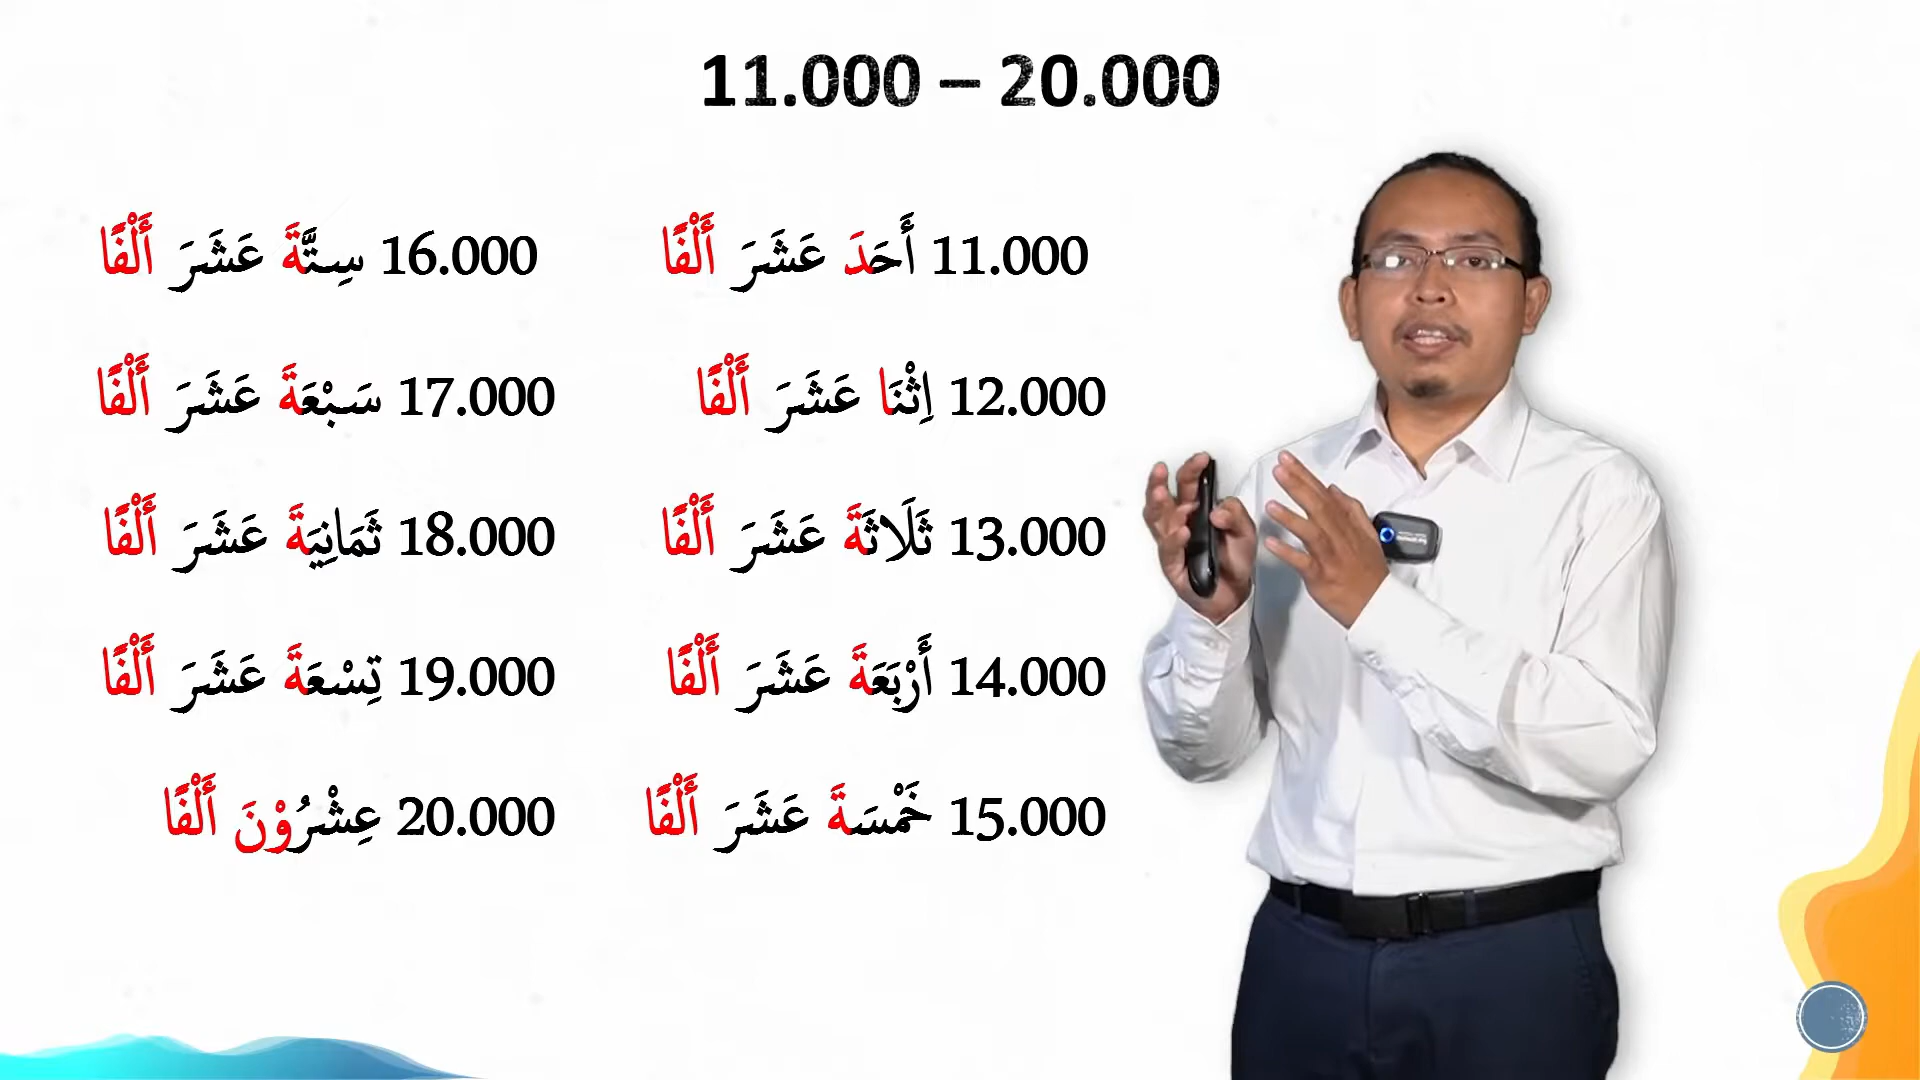 11.000 – 20.000
11.000 أَحَدَ عَشَرَ أَلْفًا
12.000 اِثْنَا عَشَرَ أَلْفًا
13.000 ثَلَاثَةَ عَشَرَ أَلْفًا
14.000 أَرْبَعَةَ عَشَرَ أَلْفًا
15.000 خَمْسَةَ عَشَرَ أَلْفًا
16.000 سِتَّةَ عَشَرَ أَلْفًا
17.000 سَبْعَةَ عَشَرَ أَلْفًا
18.000 ثَمَانِيَةَ عَشَرَ أَلْفًا
19.000 تِسْعَةَ عَشَرَ أَلْفًا
20.000 عِشْرُوْنَ أَلْفًا